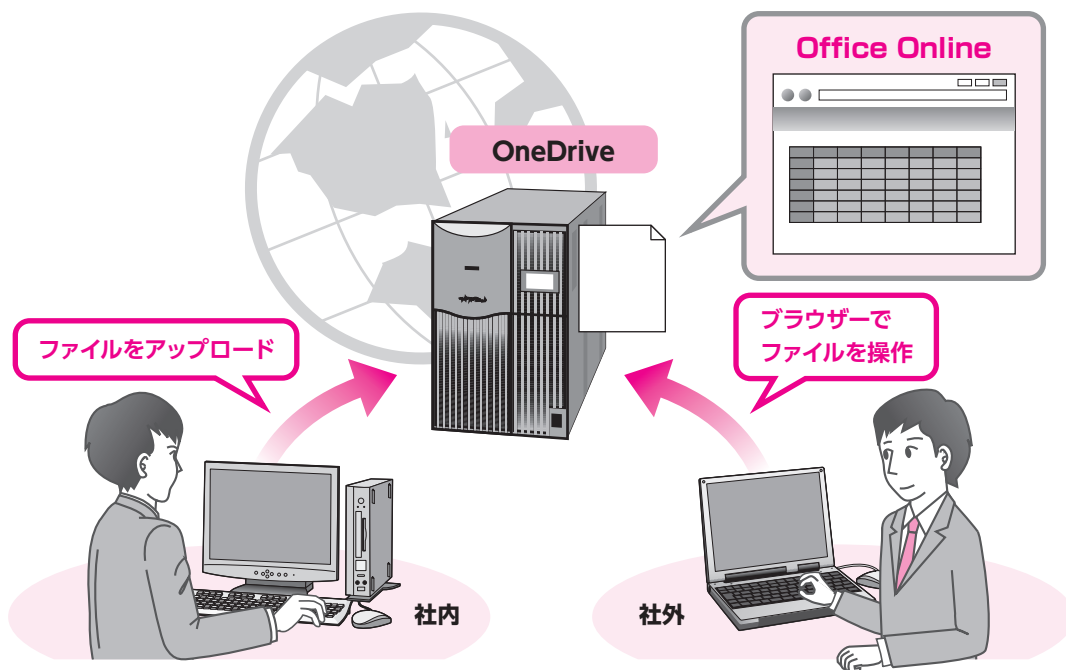 Office Online
OneDrive
ファイルをアップロード
ブラウザーで
ファイルを操作
社内
社外